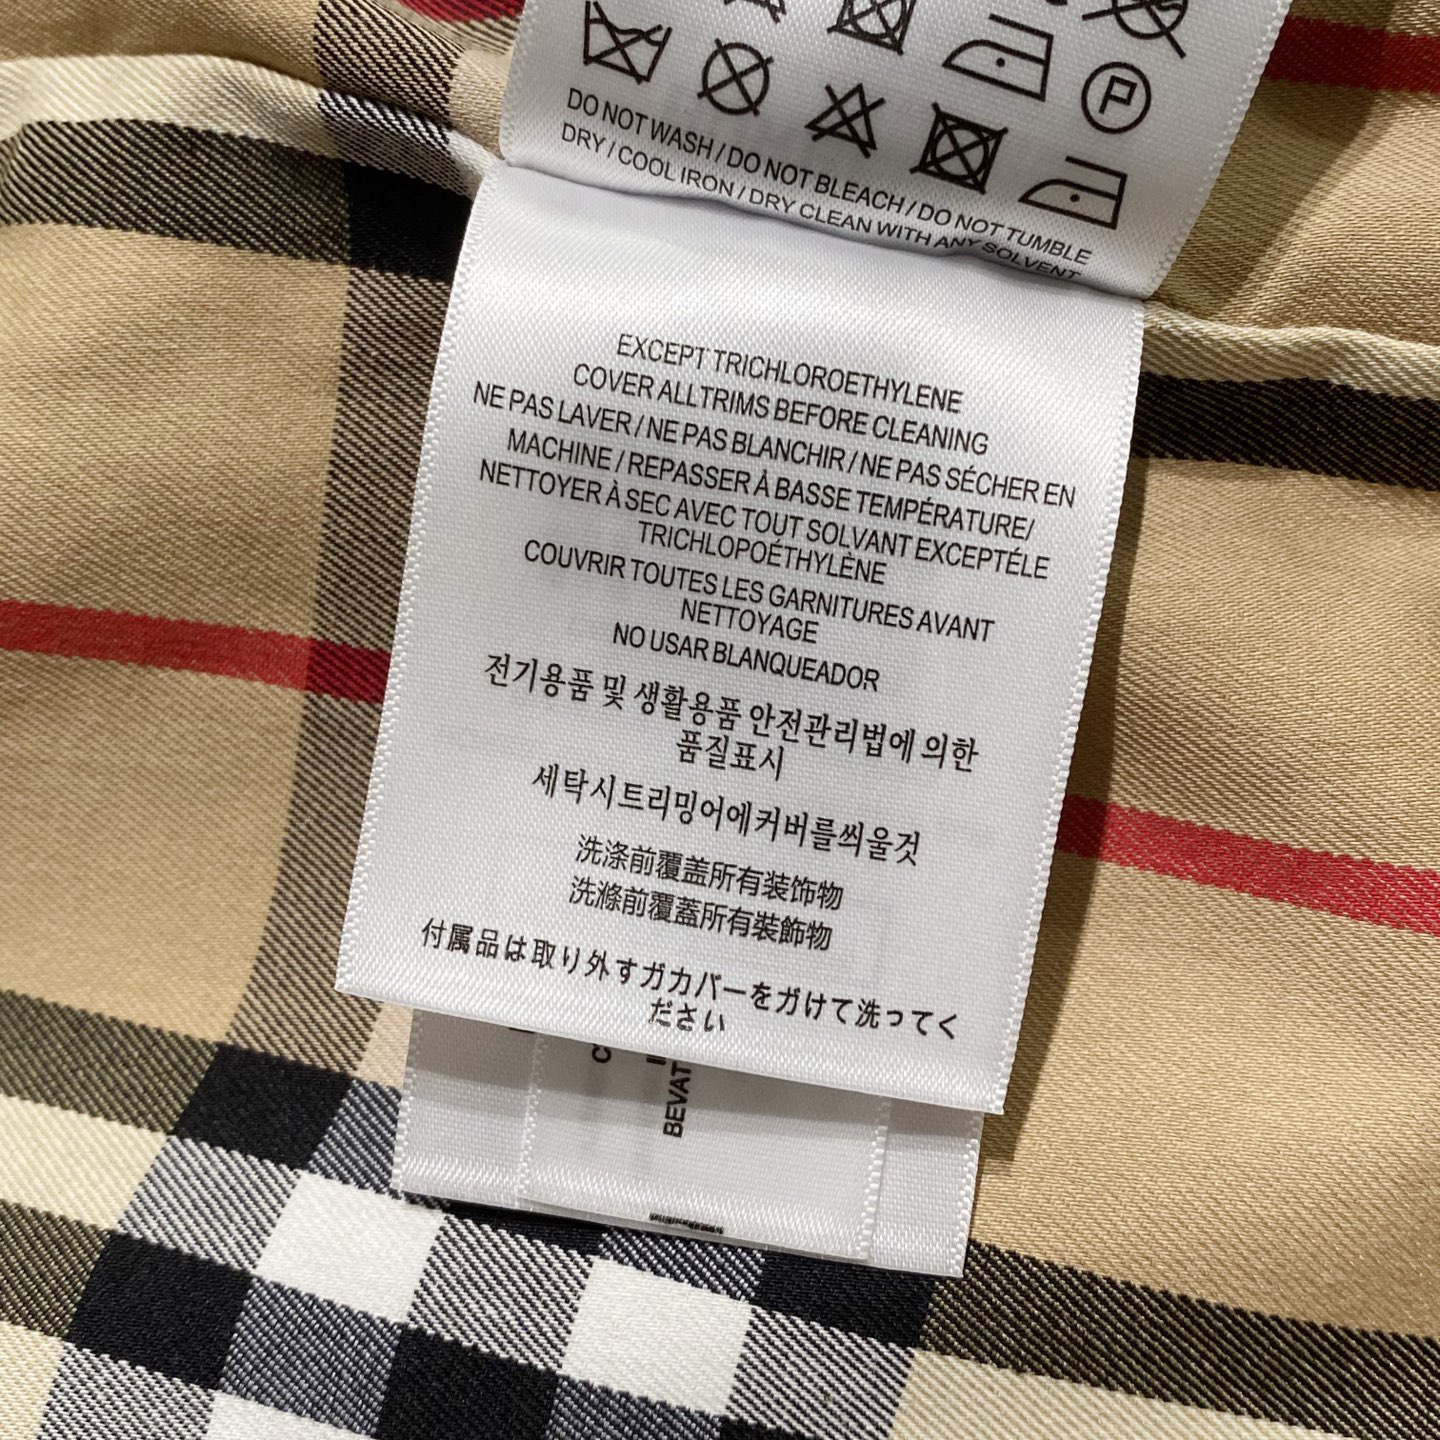 P
DO NOT WASH / DO NOT BLEACH / DO NOT TUMBLE
DRY / COOL IRON / DRY CLEAN WITH ANY SOLVENT
EXCEPT TRICHLOROETHYLENE
COVER ALL TRIMS BEFORE CLEANING
NE PAS LAVER / NE PAS BLANCHIR / NE PAS SÉCHER EN
MACHINE / REPASSER À BASSE TEMPÉRATURE/
NETTOYER À SEC AVEC TOUT SOLVANT EXCEPTÉLE
TRICHLOPOÉTHYLÈNE
COUVRIR TOUTES LES GARNITURES AVANT
NETTOYAGE
NO USAR BLANQUEADOR
전기용품 및 생활용품 안전관리법에 의한
품질표시
세탁시트리밍어에커버를씌울것
洗涤前覆盖所有装饰物
洗滌前覆蓋所有裝飾物
付属品は取り外すガカバーをガけて洗ってく
ださい
BEVAT